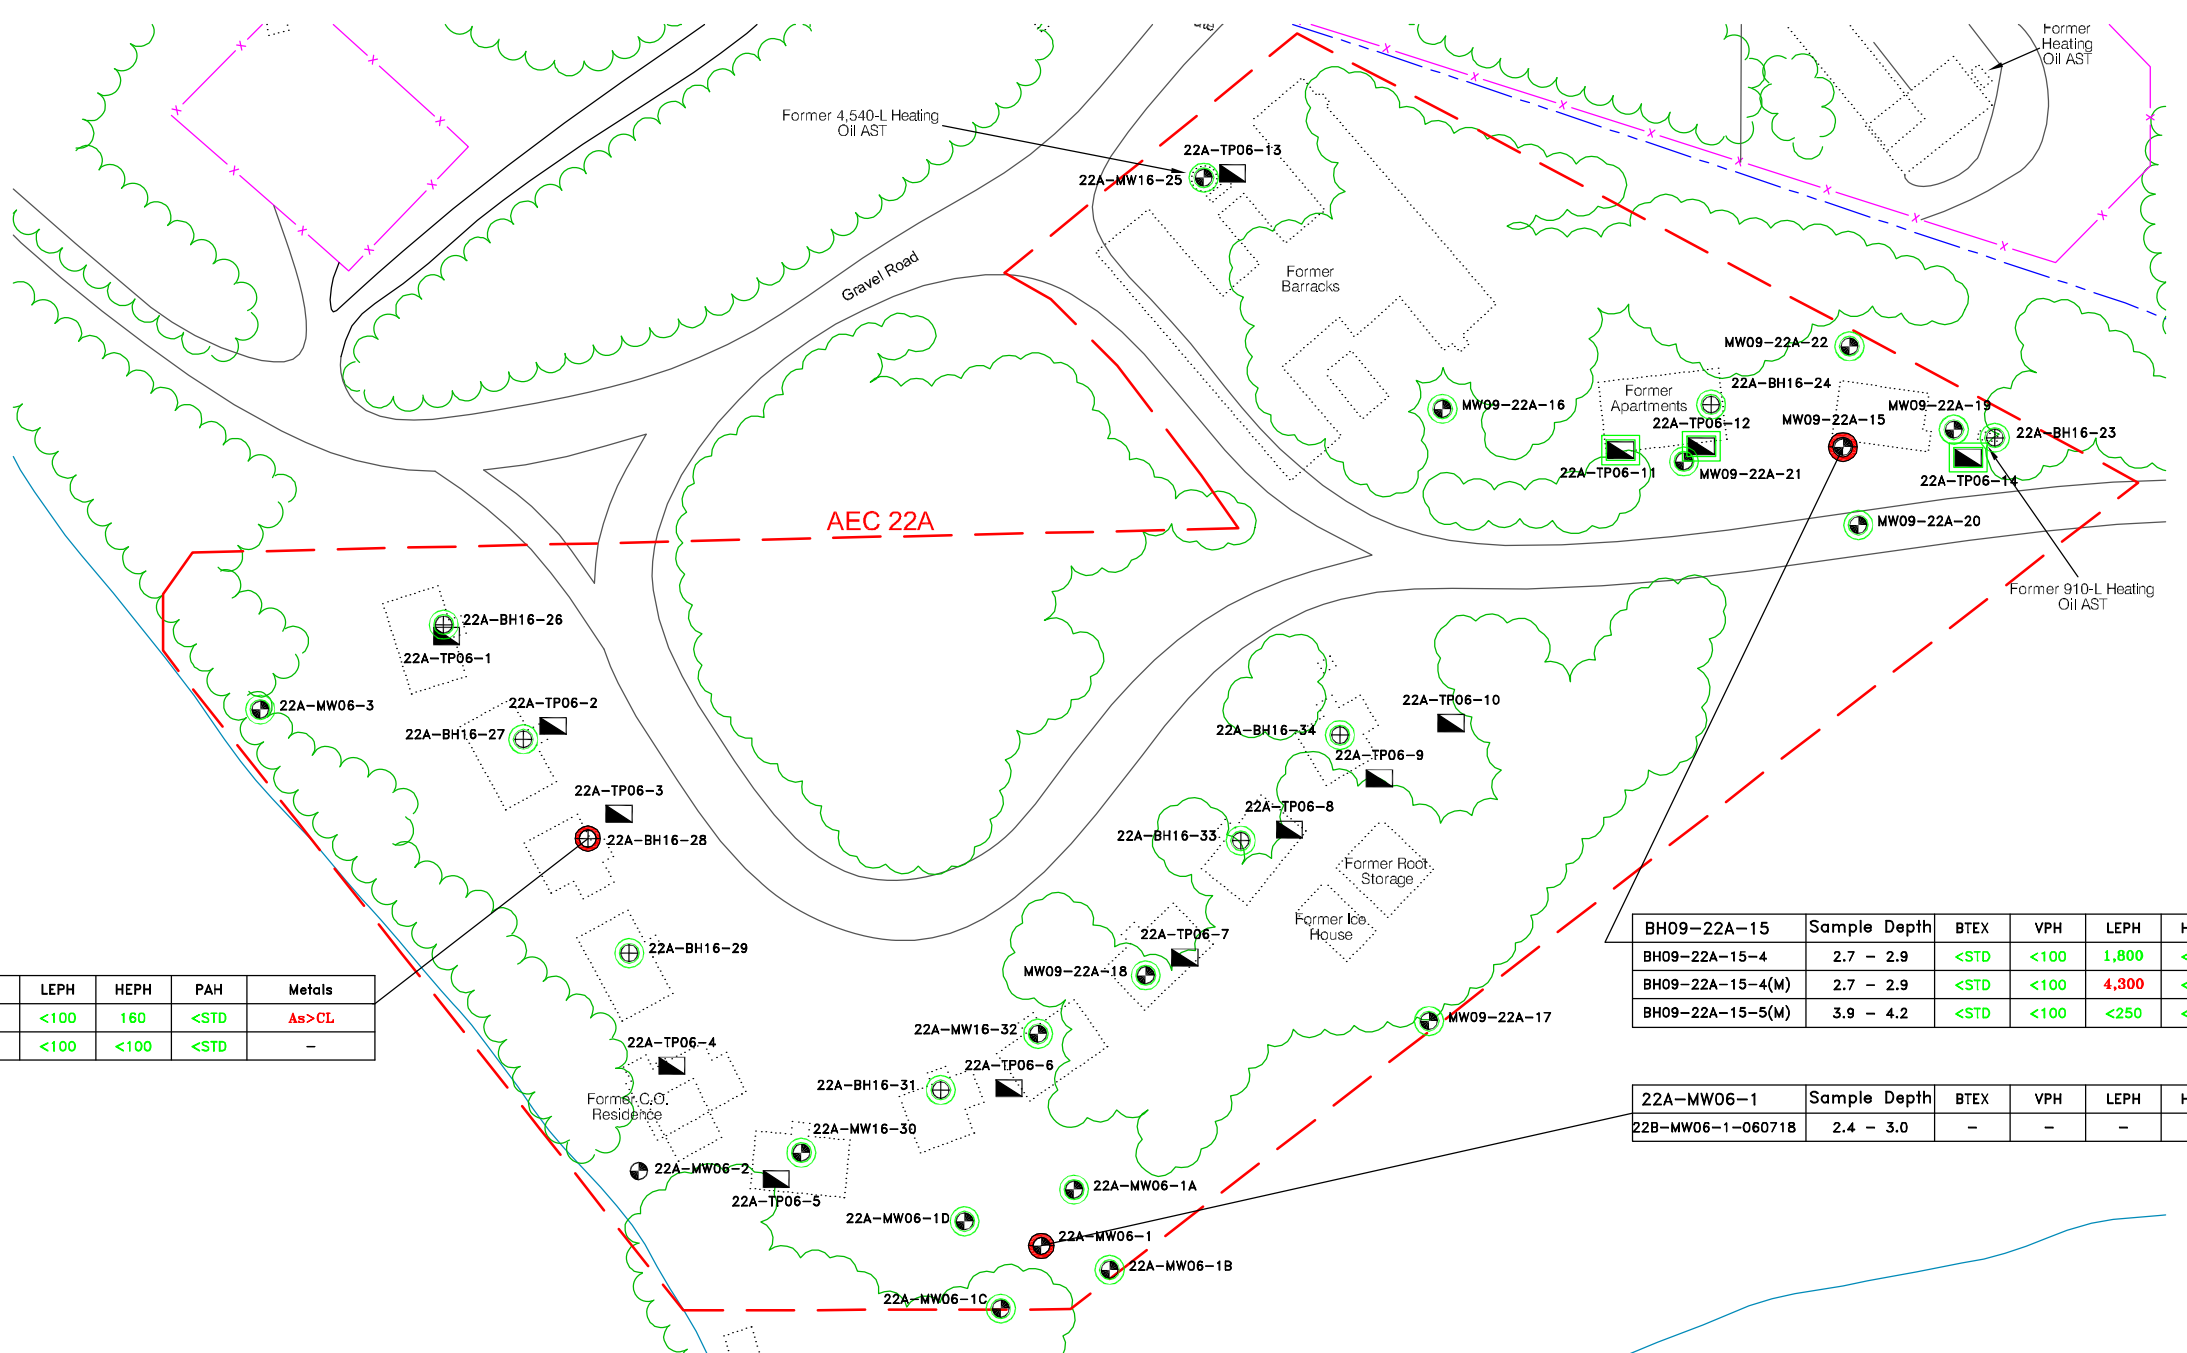 Former
Heating
Oil AST
Former 4,540-L Heating
Oil AST
22A-TP06-13
22A-MW16-25
Gravel Road
Former
Barracks
MW09-22A-22
22A-BH16-24
Former
Apartments
MW09-22A-16
22A-TP06-12
MW09-22A-15
MW09-22A-19
22A-BH16-23
22A-TP06-11
MW09-22A-21
22A-TP06-14
AEC 22A
MW09-22A-20
Former 910-L Heating
Oil AST
22A-BH16-26
22A-TP06-1
22A-MW06-3
22A-TP06-2
22A-BH16-27
22A-TP06-10
22A-BH16-34
22A-TP06-9
22A-TP06-3
22A-BH16-28
22A-TP06-8
22A-BH16-33
Former Root
Storage
Former Ice
House
22A-BH16-29
22A-TP06-7
MW09-22A-18
MW09-22A-17
22A-MW16-32
22A-TP06-4
22A-TP06-6
22A-BH16-31
Former C.O.
Residence
22A-MW16-30
22A-MW06-2
22A-TP06-5
22A-MW06-1A
22A-MW06-1D
22A-MW06-1
22A-MW06-1B
22A-MW06-1C
LEPH HEPH PAH Metals
<100 160 <STD As>CL
<100 <100 <STD -
BH09-22A-15 Sample Depth BTEX VPH LEPH H
BH09-22A-15-4 2.7 - 2.9 <STD <100 1,800 <
BH09-22A-15-4(M) 2.7 - 2.9 <STD <100 4,300 <
BH09-22A-15-5(M) 3.9 - 4.2 <STD <100 <250 <
22A-MW06-1 Sample Depth BTEX VPH LEPH H
22B-MW06-1-060718 2.4 - 3.0 - - -